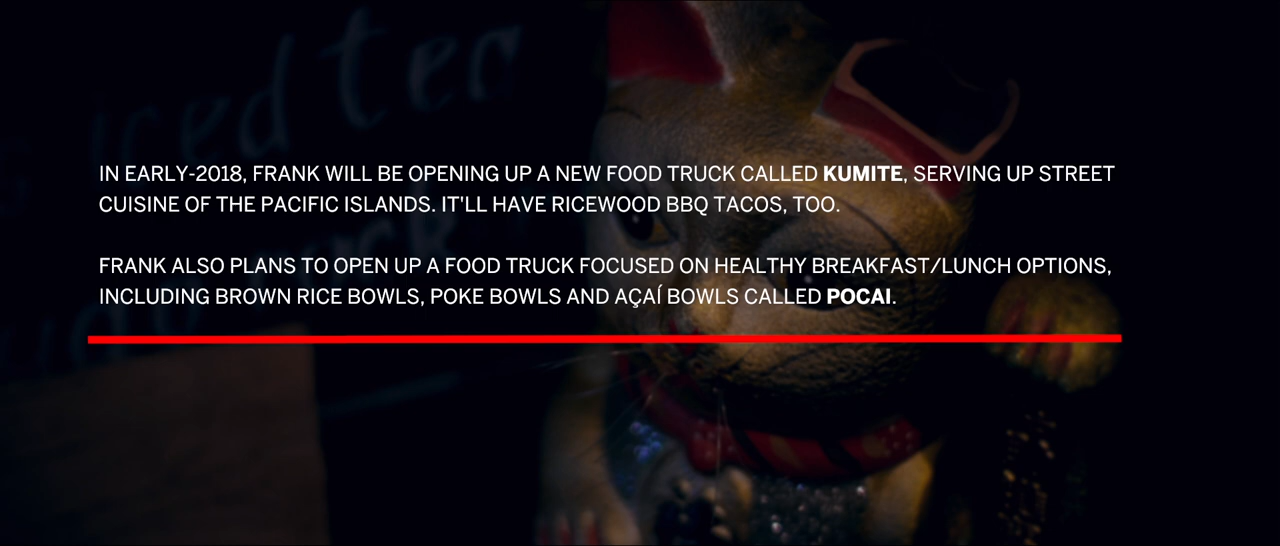 Iced tea
IN EARLY-2018, FRANK WILL BE OPENING UP A NEW FOOD TRUCK CALLED KUMITE, SERVING UP STREET
CUISINE OF THE PACIFIC ISLANDS. IT'LL HAVE RICEWOOD BBQ TACOS, TOO.
FRANK ALSO PLANS TO OPEN UP A FOOD TRUCK FOCUSED ON HEALTHY BREAKFAST/LUNCH OPTIONS,
INCLUDING BROWN RICE BOWLS, POKE BOWLS AND AÇAÍ BOWLS CALLED POCAI.